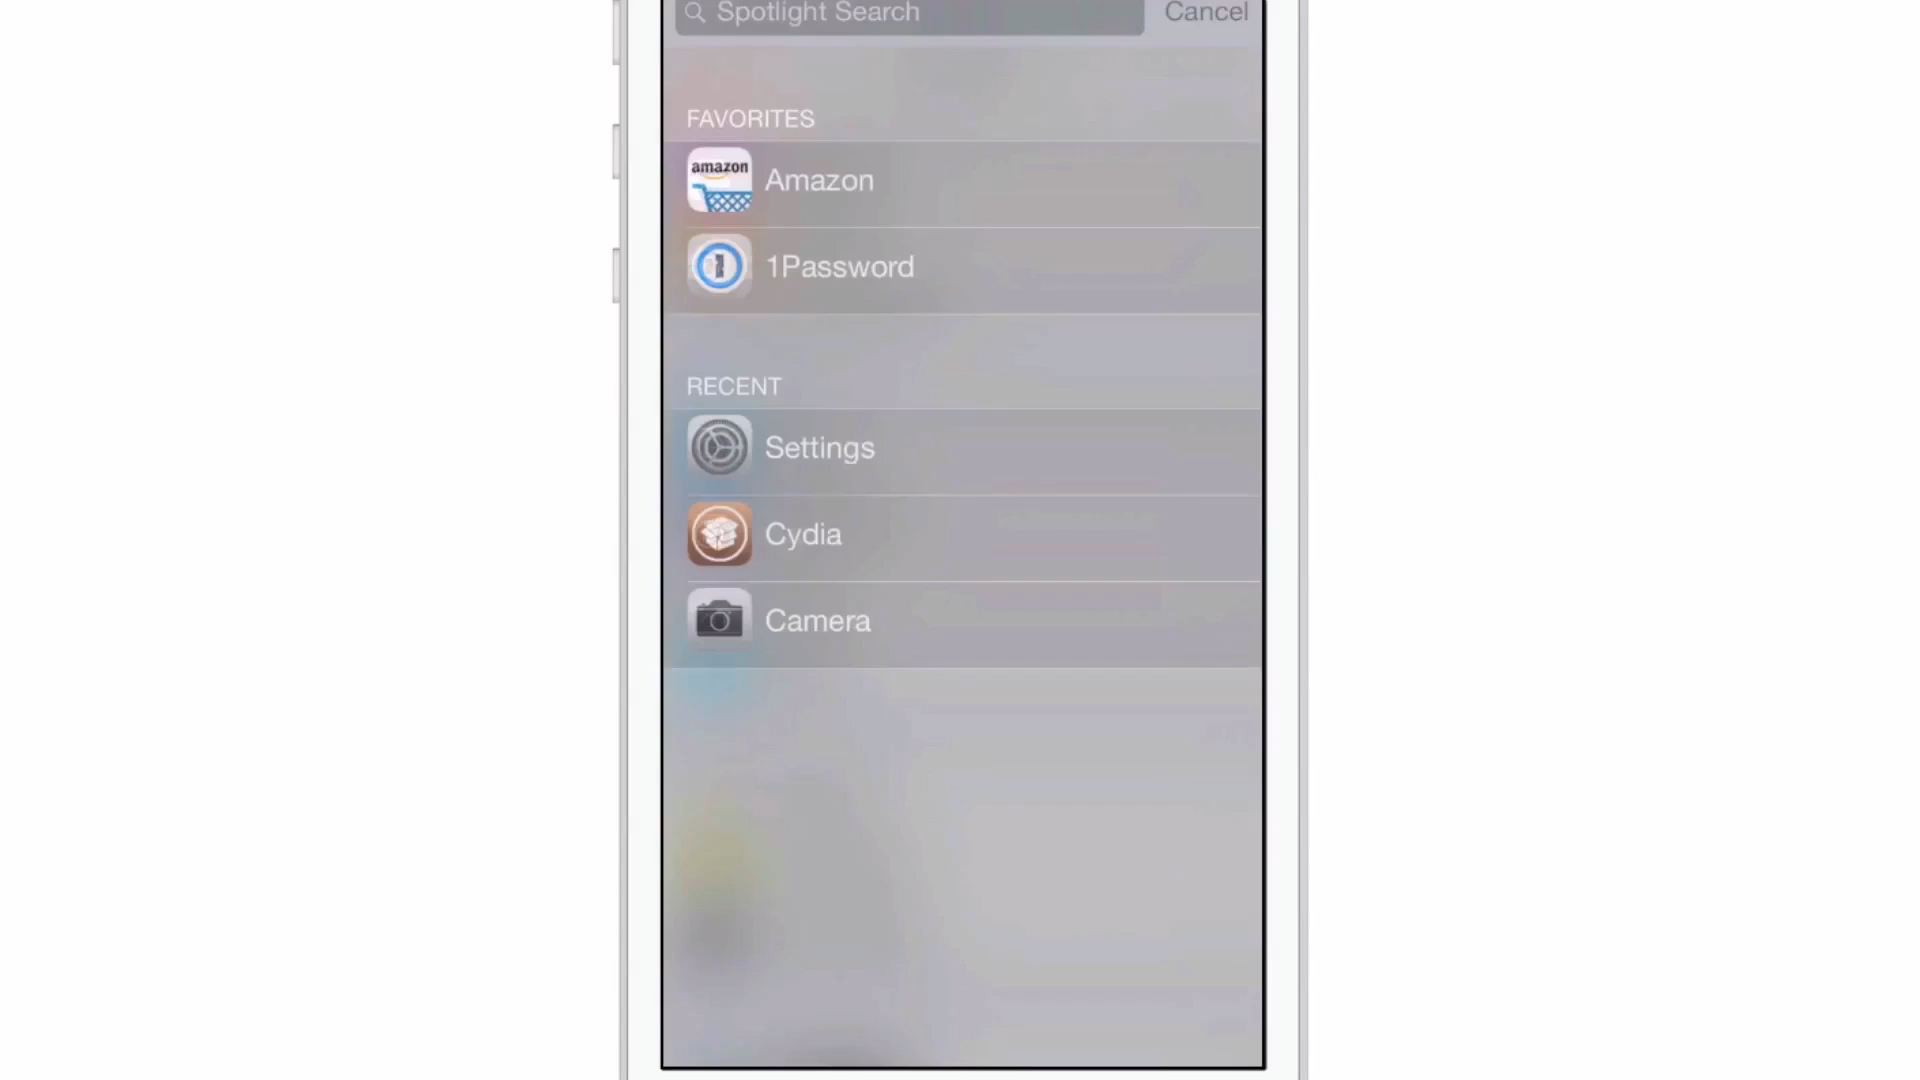 Spotlight Search Cancel
FAVORITES
amazon Amazon
1Password
RECENT
Settings
Cydia
Camera